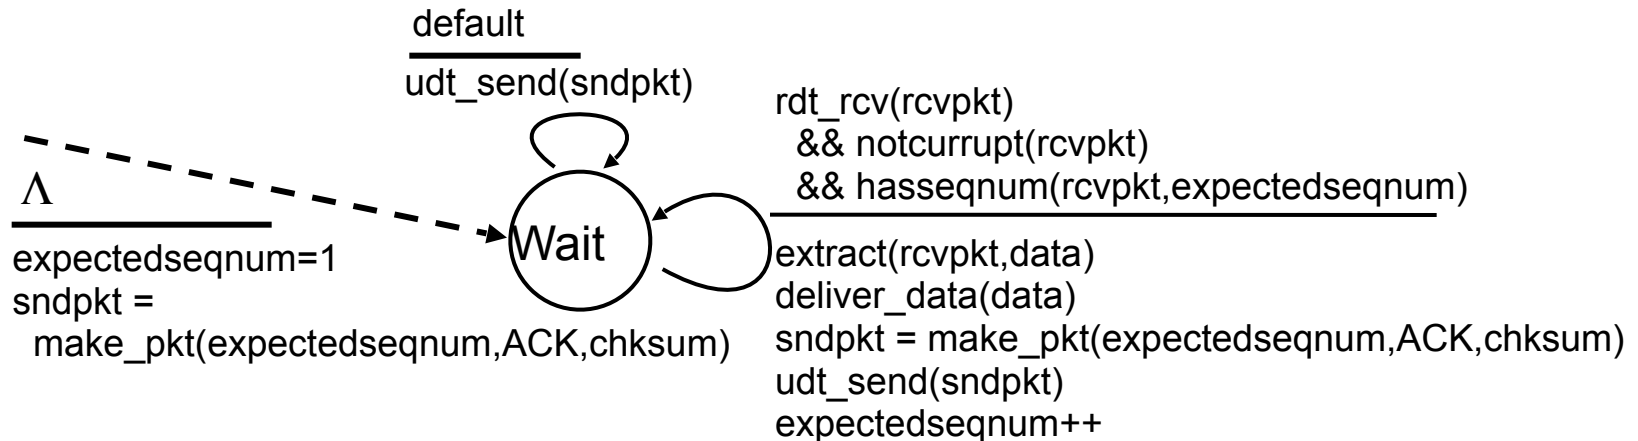 default
udt_send(sndpkt)
rdt_rcv(rcvpkt)
&& notcurrupt(rcvpkt)
&& hasseqnum(rcvpkt,expectedseqnum)
Λ
Wait
expectedseqnum=1
sndpkt =
make_pkt(expectedseqnum,ACK,chksum)
extract(rcvpkt,data)
deliver_data(data)
sndpkt = make_pkt(expectedseqnum,ACK,chksum)
udt_send(sndpkt)
expectedseqnum++